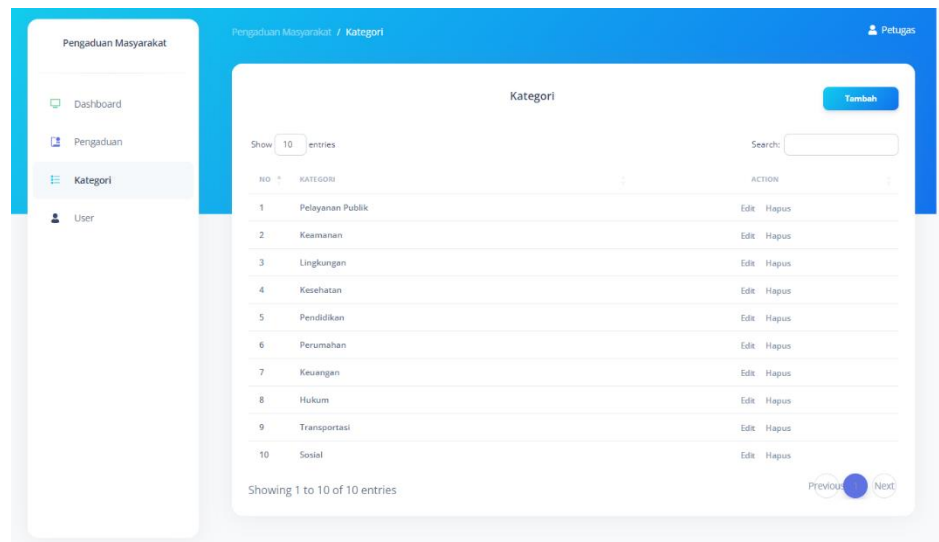 Pengaduan Masyarakat
Dashboard
Pengaduan
Kategori
User
Pengaduan Masyarakat / Kategori
Petugas
Kategori
Tambah
Show 10 entries
Search:
NO KATEGORI ACTION
1 Pelayanan Publik Edit Hapus
2 Keamanan Edit Hapus
3 Lingkungan Edit Hapus
4 Kesehatan Edit Hapus
5 Pendidikan Edit Hapus
6 Perumahan Edit Hapus
7 Keuangan Edit Hapus
8 Hukum Edit Hapus
9 Transportasi Edit Hapus
10 Sosial Edit Hapus
Showing 1 to 10 of 10 entries
Previous 1 Next